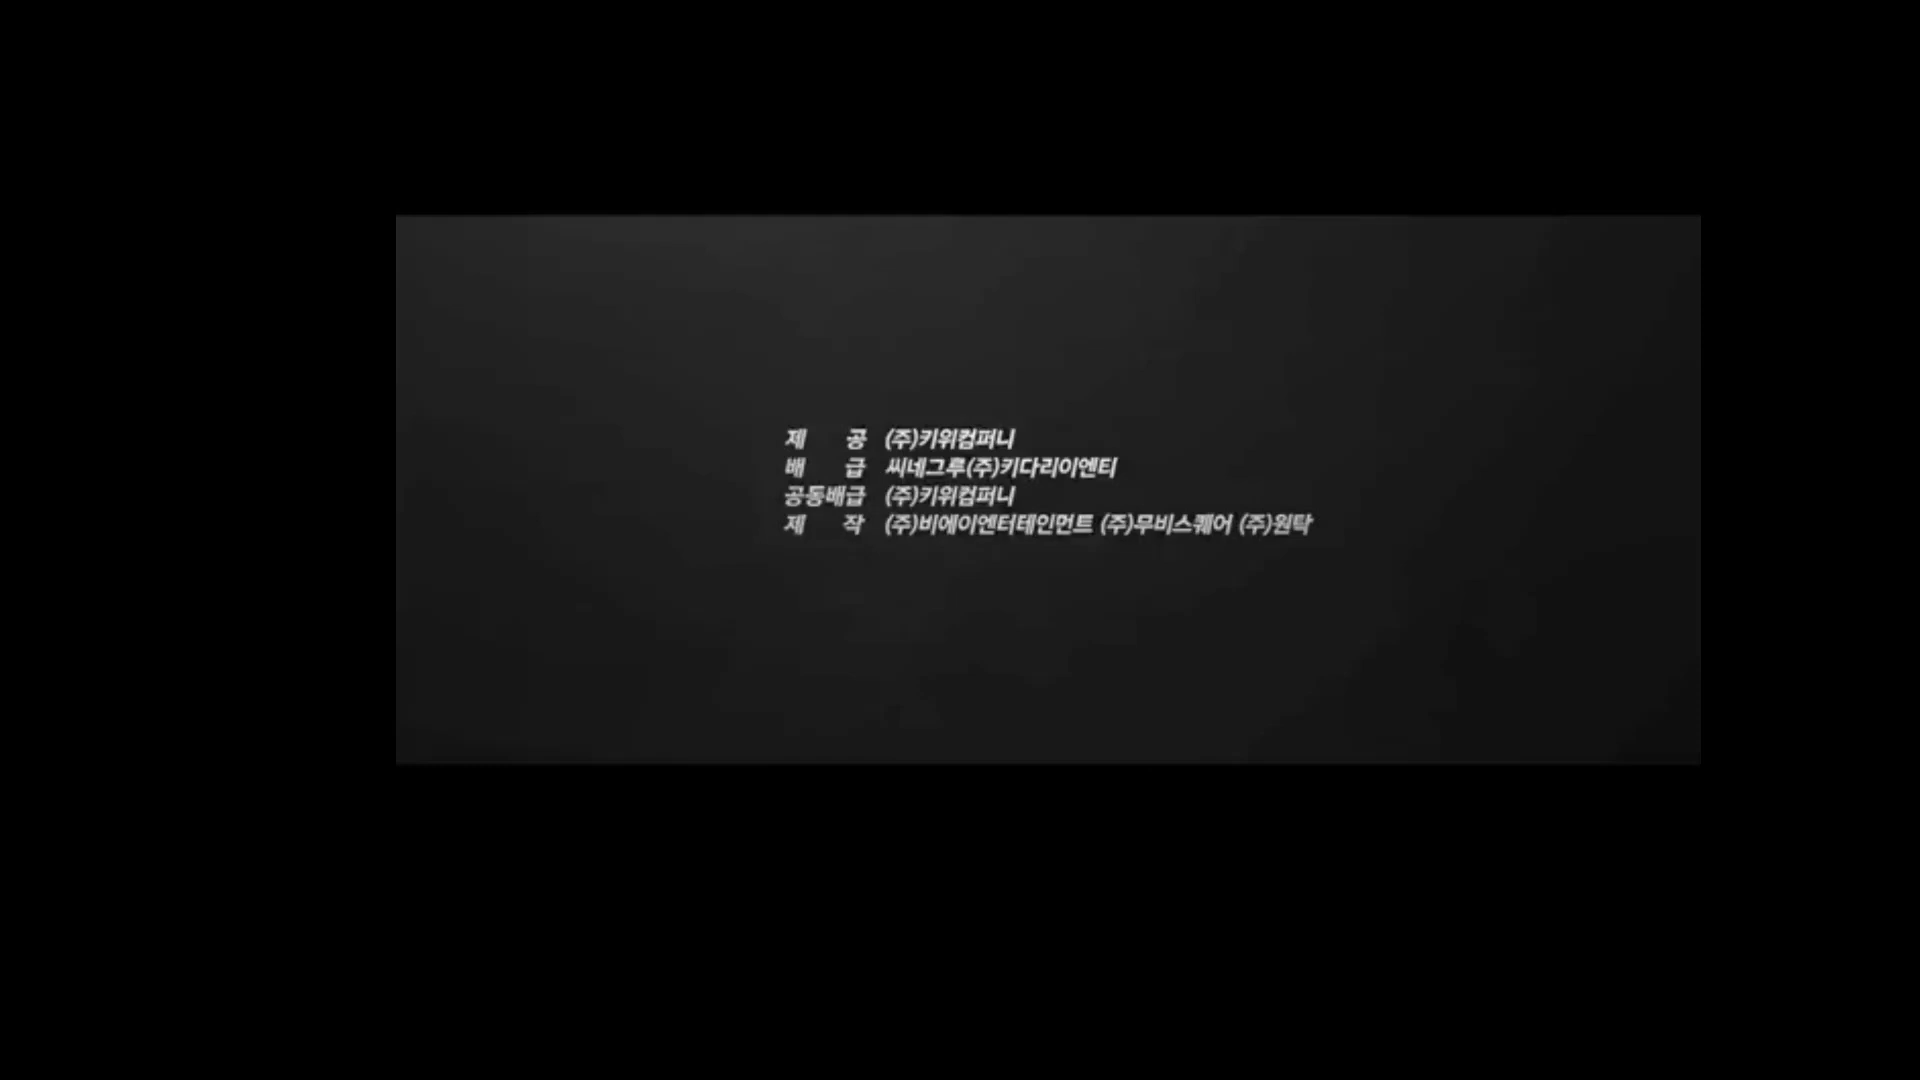 제 공 (주)키위컴퍼니
배 급 씨네그루(주)키다리이엔티
공동배급 (주)키위컴퍼니
제 작 (주)비에이엔터테인먼트 (주)무비스퀘어 (주)원탁